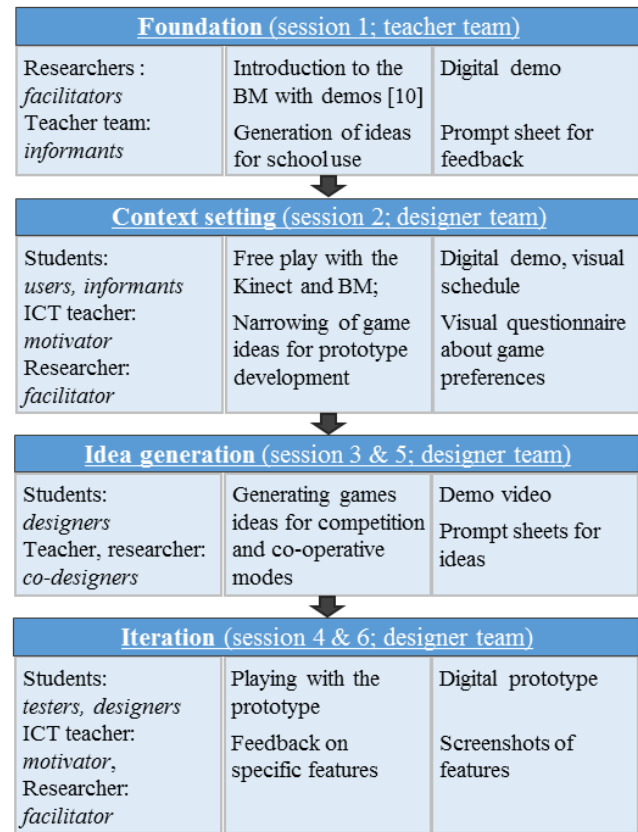 Foundation (session 1; teacher team)
Researchers :
facilitators
Teacher team:
informants
Introduction to the
BM with demos [10]
Generation of ideas
for school use
Digital demo
Prompt sheet for
feedback
Context setting (session 2; designer team)
Students:
users, informants
ICT teacher:
motivator
Researcher:
facilitator
Free play with the
Kinect and BM;
Narrowing of game
ideas for prototype
development
Digital demo, visual
schedule
Visual questionnaire
about game
preferences
Idea generation (session 3 & 5; designer team)
Students:
designers
Teacher, researcher:
co-designers
Generating games
ideas for competition
and co-operative
modes
Demo video
Prompt sheets for
ideas
Iteration (session 4 & 6; designer team)
Students:
testers, designers
ICT teacher:
motivator,
Researcher:
facilitator
Playing with the
prototype
Feedback on
specific features
Digital prototype
Screenshots of
features